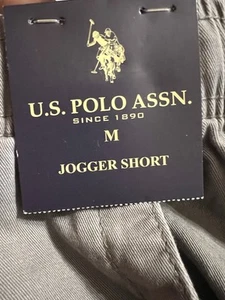 U.S. POLO ASSN.
SINCE 1890
M
JOGGER SHORT